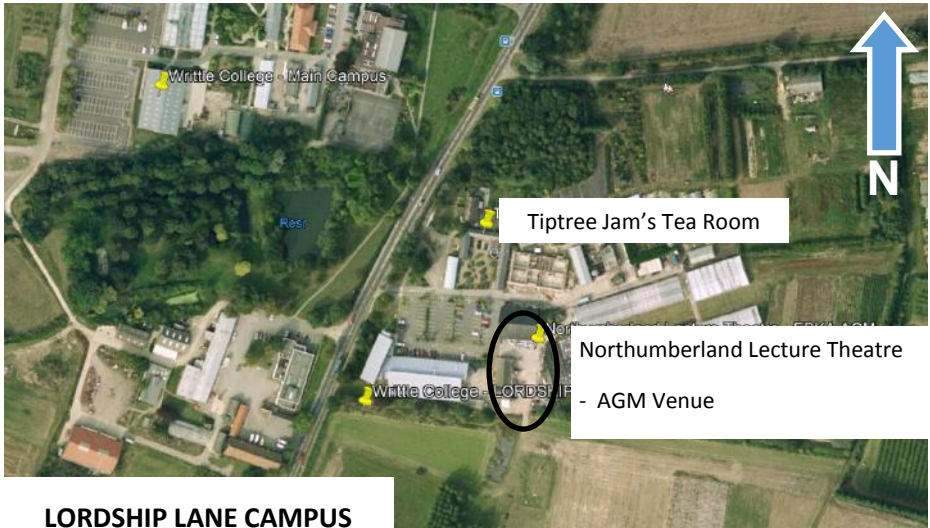 Writtle College - Main Campus
N
Resr
Tiptree Jam's Tea Room
Northumberland Lecture Theatre
- AGM Venue
Writtle College - LORDSHIP
LORDSHIP LANE CAMPUS